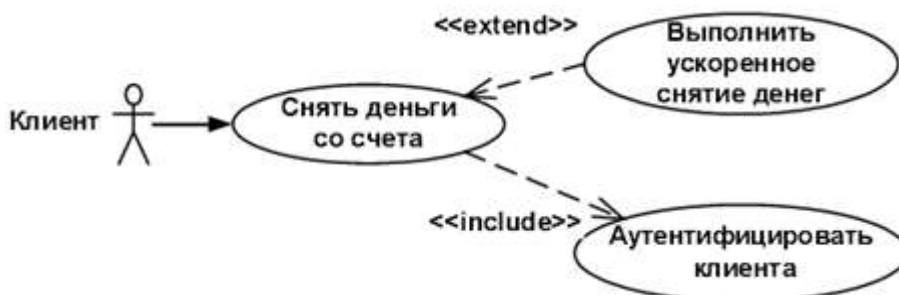 <<extend>>
Выполнить
ускоренное
снятие денег
Клиент
Снять деньги
со счета
<<include>>
Аутентифицировать
клиента